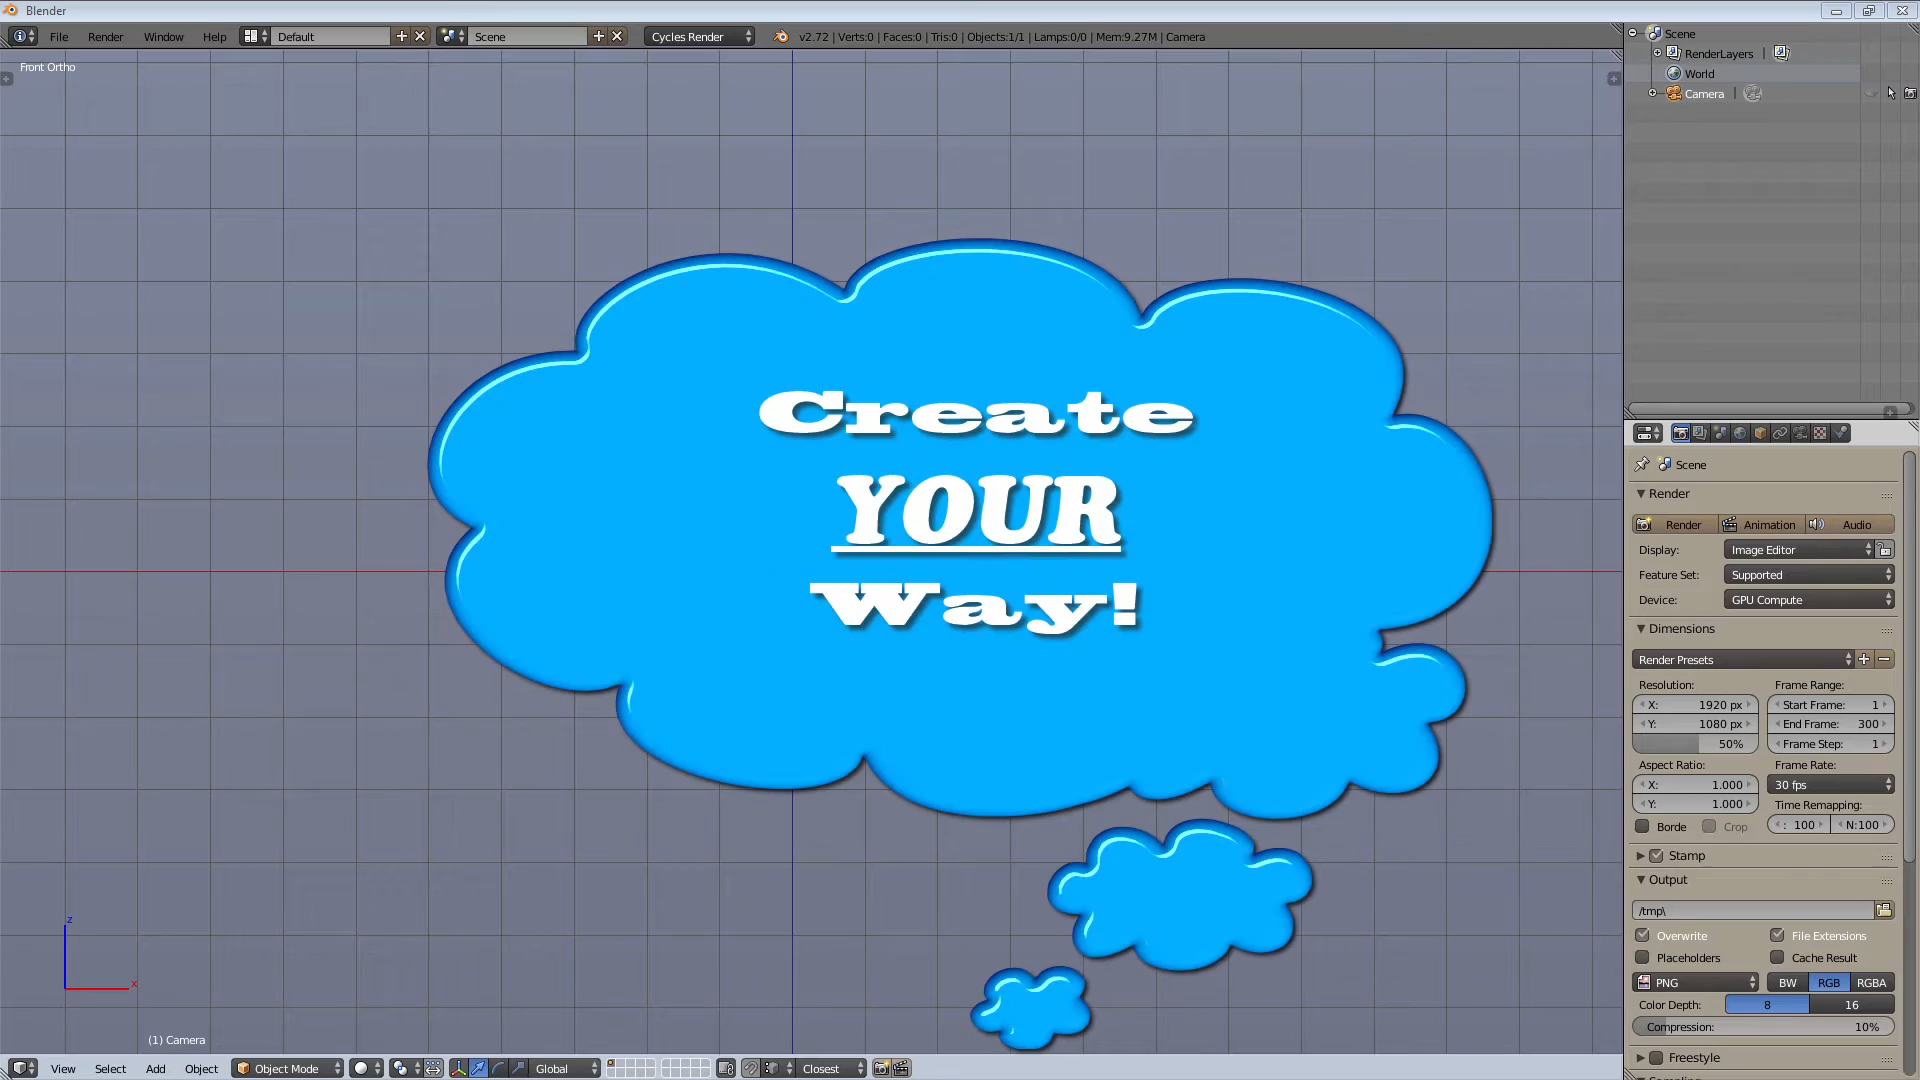 Blender
File Render Window Help Default Scene Cycles Render v2.72 | Verts:0 | Faces:0 | Tris:0 | Objects:1/1 | Lamps:0/0 | Mem:9.27M | Camera
Front Ortho
Scene
RenderLayers
World
Camera
Create
YOUR
Way!
Scene
Render
Render Animation Audio
Display: Image Editor
Feature Set: Supported
Device: GPU Compute
Dimensions
Render Presets
Resolution: Frame Range:
X: 1920 px Start Frame: 1
Y: 1080 px End Frame: 300
50% Frame Step: 1
Aspect Ratio: Frame Rate:
X: 1.000 30 fps
Y: 1.000 Time Remapping:
Borde Crop : 100 N:100
Stamp
Output
/tmp\
Overwrite File Extensions
Placeholders Cache Result
PNG BW RGB RGBA
Color Depth: 8 16
Compression: 10%
Freestyle
z
x
(1) Camera
View Select Add Object Object Mode Global Closest